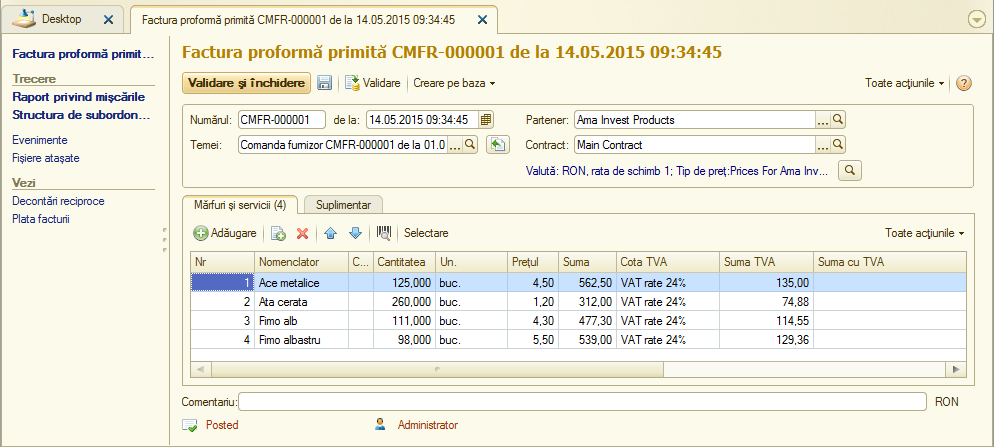 Desktop
Factura proformă primită CMFR-000001 de la 14.05.2015 09:34:45
Factura proformă primit...
Trecere
Raport privind mișcările
Structura de subordon...
Evenimente
Fișiere atașate
Vezi
Decontări reciproce
Plata facturii
Factura proformă primită CMFR-000001 de la 14.05.2015 09:34:45
Validare și închidere Validare Creare pe baza Toate acțiunile ?
Numărul: CMFR-000001 de la: 14.05.2015 09:34:45 Partener: Ama Invest Products ...
Temei: Comanda furnizor CMFR-000001 de la 01.0 ... Contract: Main Contract ...
Valută: RON, rata de schimb 1; Tip de preț:Prices For Ama Inv...
Mărfuri și servicii (4) Suplimentar
Adăugare Selectare Toate acțiunile
Nr Nomenclator C... Cantitatea Un. Prețul Suma Cota TVA Suma TVA Suma cu TVA
1 Ace metalice 125,000 buc. 4,50 562,50 VAT rate 24% 135,00
2 Ata cerata 260,000 buc. 1,20 312,00 VAT rate 24% 74,88
3 Fimo alb 111,000 buc. 4,30 477,30 VAT rate 24% 114,55
4 Fimo albastru 98,000 buc. 5,50 539,00 VAT rate 24% 129,36
Comentariu: RON
Posted Administrator